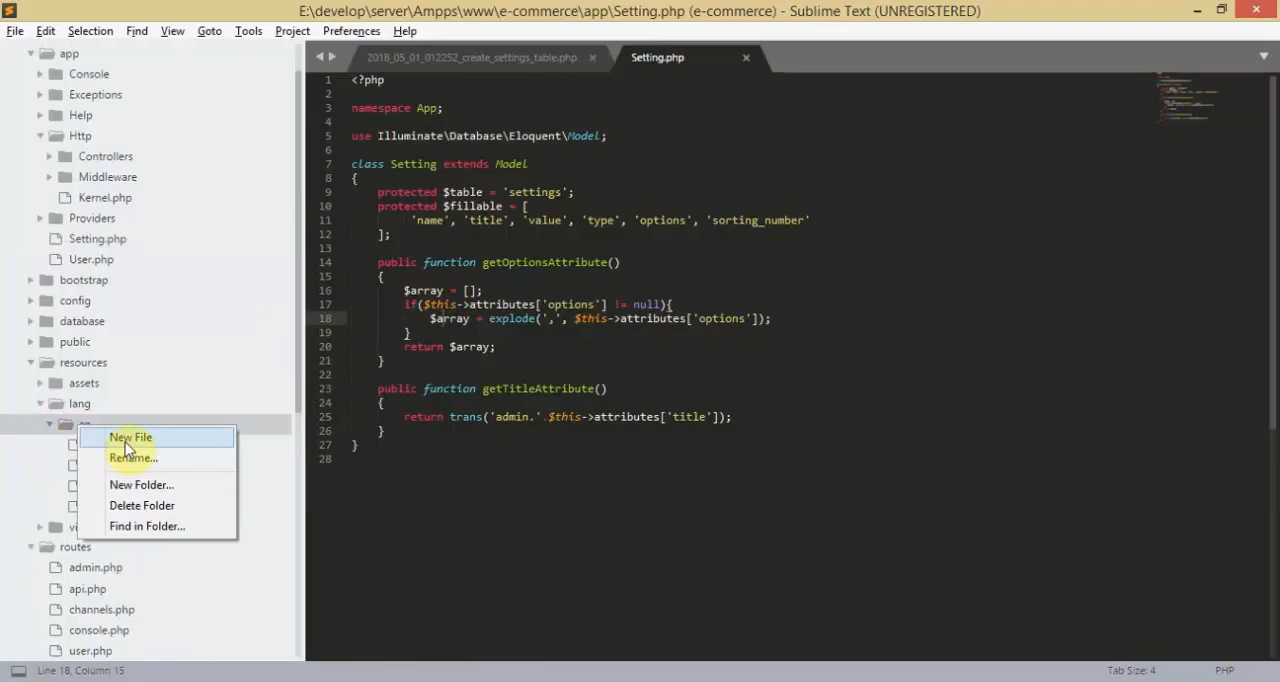 E:\develop\server\Ampps\www\e-commerce\app\Setting.php (e-commerce) - Sublime Text (UNREGISTERED)
File Edit Selection Find View Goto Tools Project Preferences Help
app
Console
Exceptions
Help
Http
Controllers
Middleware
Kernel.php
Providers
Setting.php
User.php
bootstrap
config
database
public
resources
assets
lang
New File
Rename...
New Folder...
Delete Folder
Find in Folder...
routes
admin.php
api.php
channels.php
console.php
user.php
2018_05_01_012252_create_settings_table.php
Setting.php
1 <?php
2
3 namespace App;
4
5 use Illuminate\Database\Eloquent\Model;
6
7 class Setting extends Model
8 {
9 protected $table = 'settings';
10 protected $fillable = [
11 'name', 'title', 'value', 'type', 'options', 'sorting_number'
12 ];
13
14 public function getOptionsAttribute()
15 {
16 $array = [];
17 if($this->attributes['options'] != null){
18 $array = explode(',', $this->attributes['options']);
19 }
20 return $array;
21 }
22
23 public function getTitleAttribute()
24 {
25 return trans('admin.'.$this->attributes['title']);
26 }
27 }
28
Line 18, Column 15
Tab Size: 4
PHP